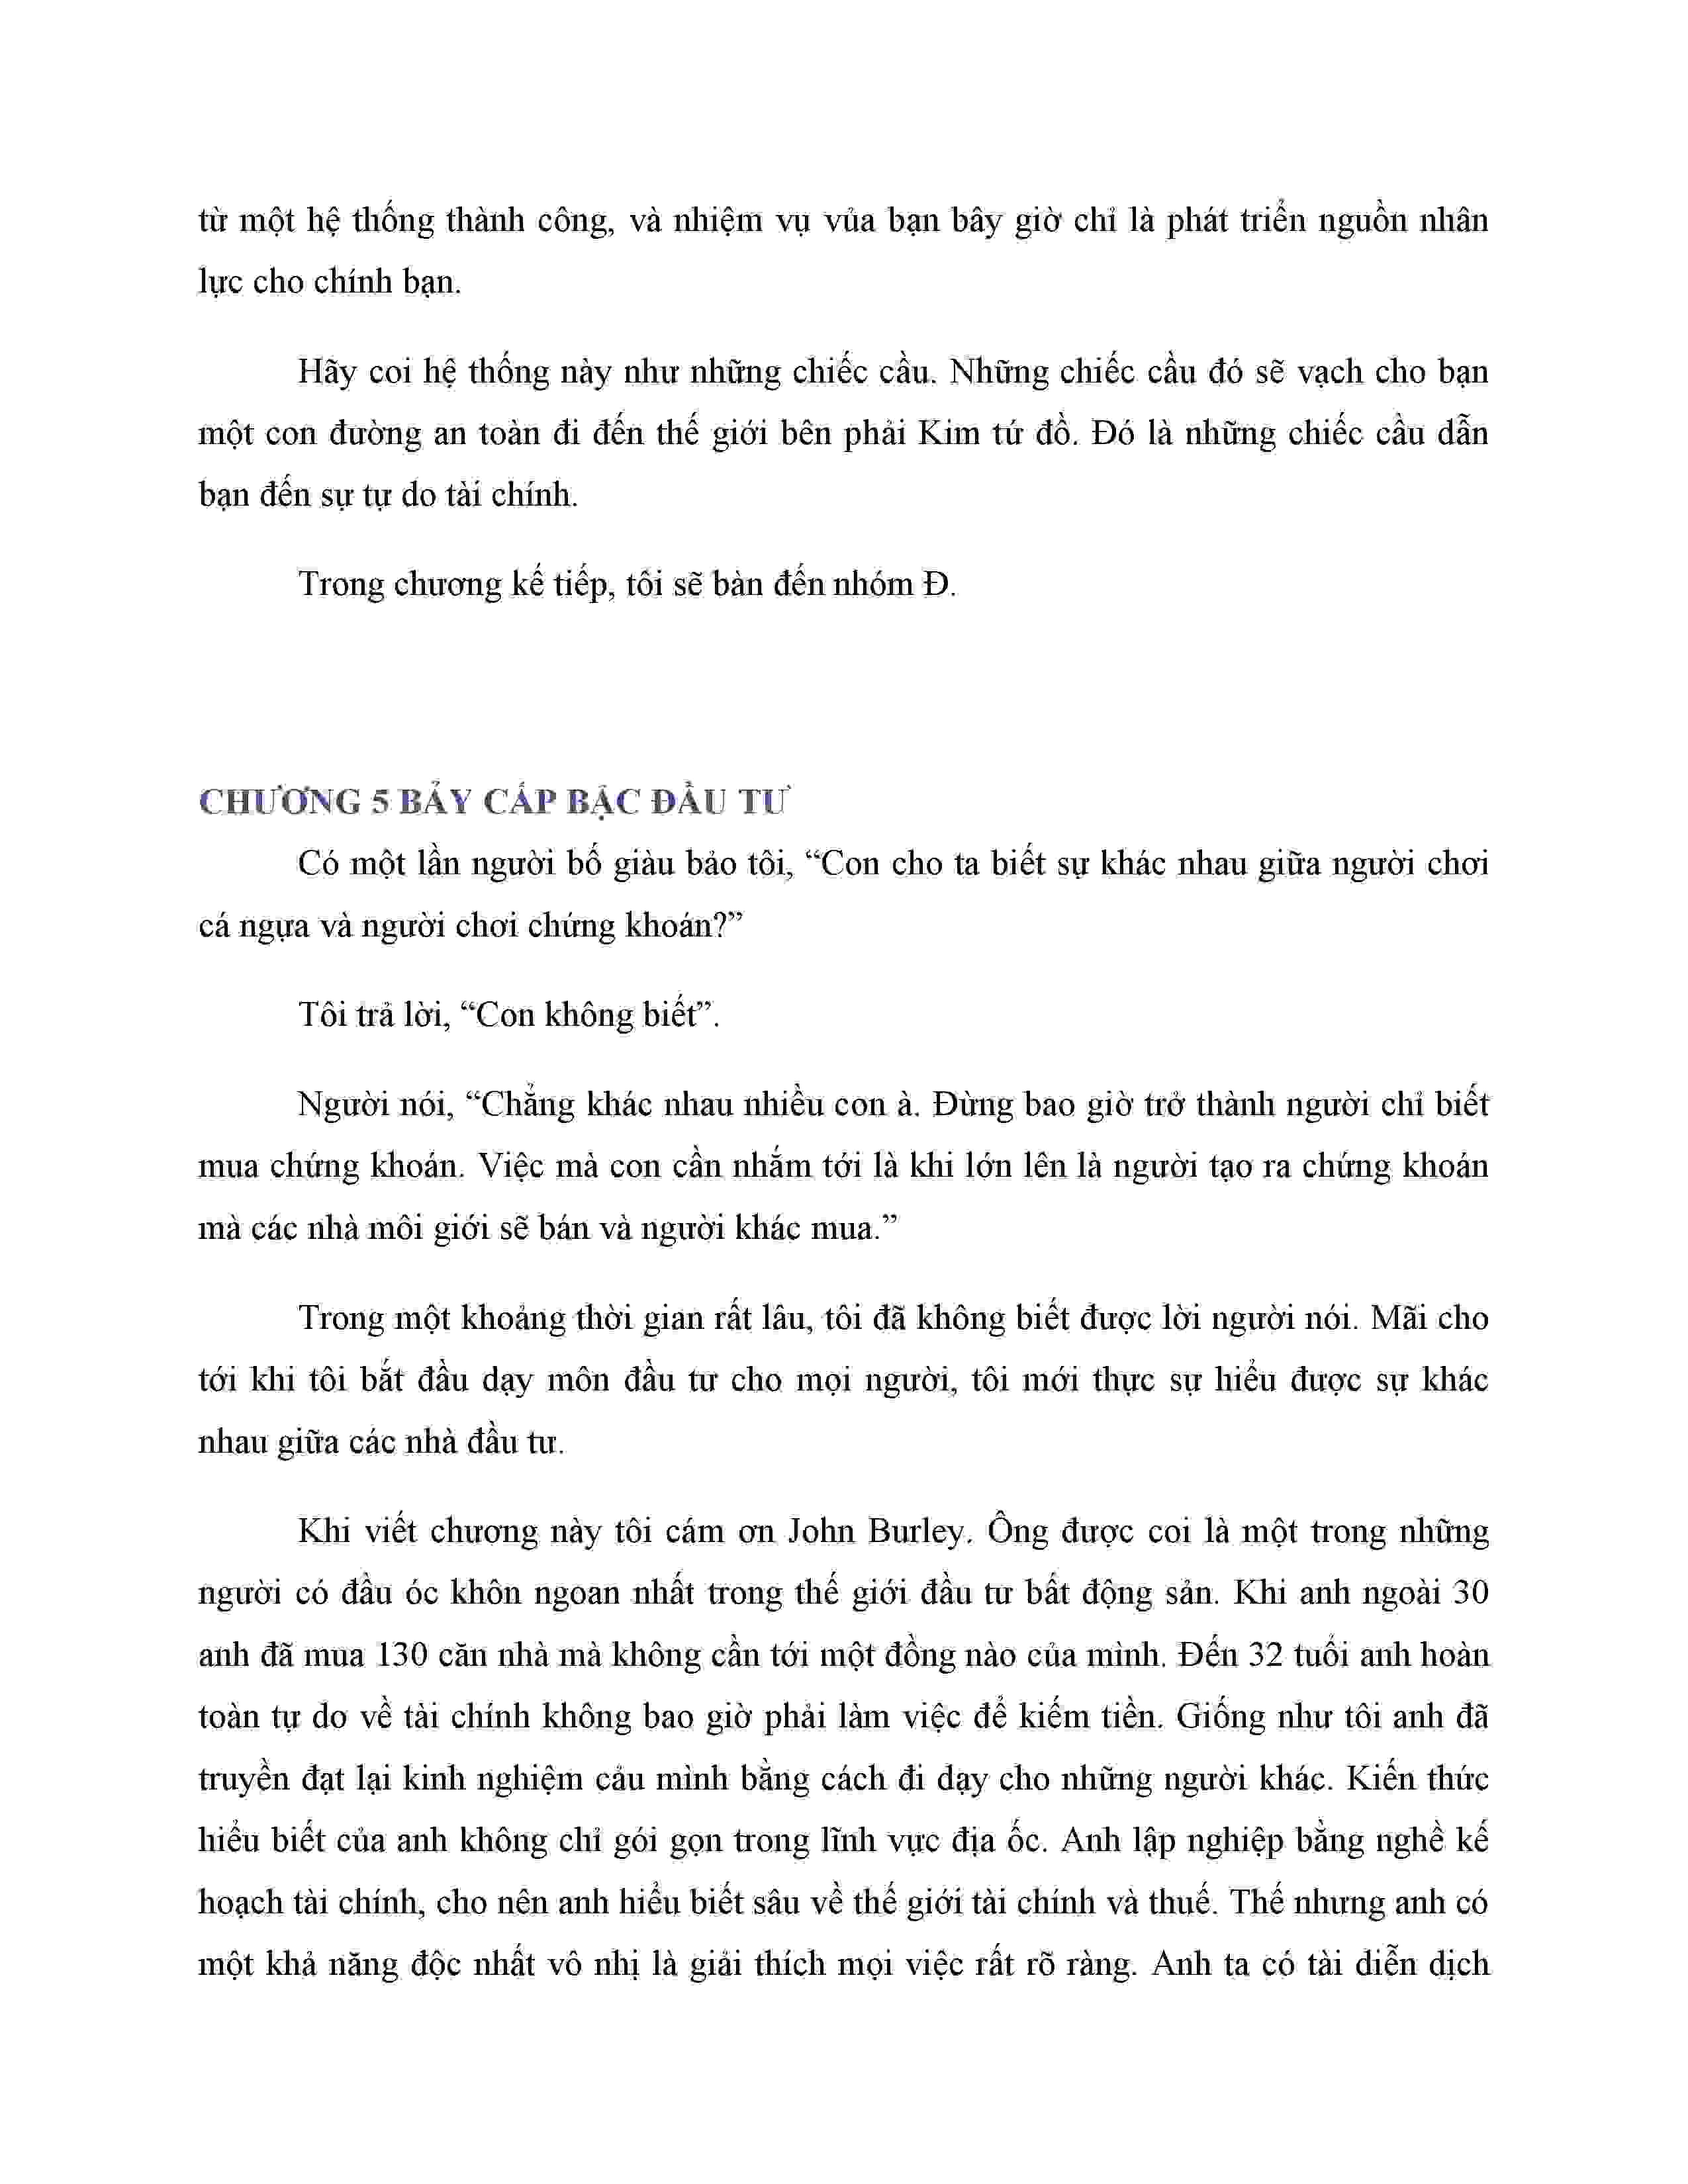 từ một hệ thống thành công, và nhiệm vụ vủa bạn bây giờ chỉ là phát triển nguồn nhân
lực cho chính bạn.
Hãy coi hệ thống này như những chiếc cầu. Những chiếc cầu đó sẽ vạch cho bạn
một con đường an toàn đi đến thế giới bên phải Kim tứ đồ. Đó là những chiếc cầu dẫn
bạn đến sự tự do tài chính.
Trong chương kế tiếp, tôi sẽ bàn đến nhóm Đ.
CHƯƠNG 5 BẢY CẤP BẬC ĐẦU TƯ
Có một lần người bố giàu bảo tôi, “Con cho ta biết sự khác nhau giữa người chơi
cá ngựa và người chơi chứng khoán?”
Tôi trả lời, “Con không biết”.
Người nói, “Chẳng khác nhau nhiều con à. Đừng bao giờ trở thành người chỉ biết
mua chứng khoán. Việc mà con cần nhắm tới là khi lớn lên là người tạo ra chứng khoán
mà các nhà môi giới sẽ bán và người khác mua.”
Trong một khoảng thời gian rất lâu, tôi đã không biết được lời người nói. Mãi cho
tới khi tôi bắt đầu dạy môn đầu tư cho mọi người, tôi mới thực sự hiểu được sự khác
nhau giữa các nhà đầu tư.
Khi viết chương này tôi cám ơn John Burley. Ông được coi là một trong những
người có đầu óc khôn ngoan nhất trong thế giới đầu tư bất động sản. Khi anh ngoài 30
anh đã mua 130 căn nhà mà không cần tới một đồng nào của mình. Đến 32 tuổi anh hoàn
toàn tự do về tài chính không bao giờ phải làm việc để kiếm tiền. Giống như tôi anh đã
truyền đạt lại kinh nghiệm cảu mình bằng cách đi dạy cho những người khác. Kiến thức
hiểu biết của anh không chỉ gói gọn trong lĩnh vực địa ốc. Anh lập nghiệp bằng nghề kế
hoạch tài chính, cho nên anh hiểu biết sâu về thế giới tài chính và thuế. Thế nhưng anh có
một khả năng độc nhất vô nhị là giải thích mọi việc rất rõ ràng. Anh ta có tài diễn dịch